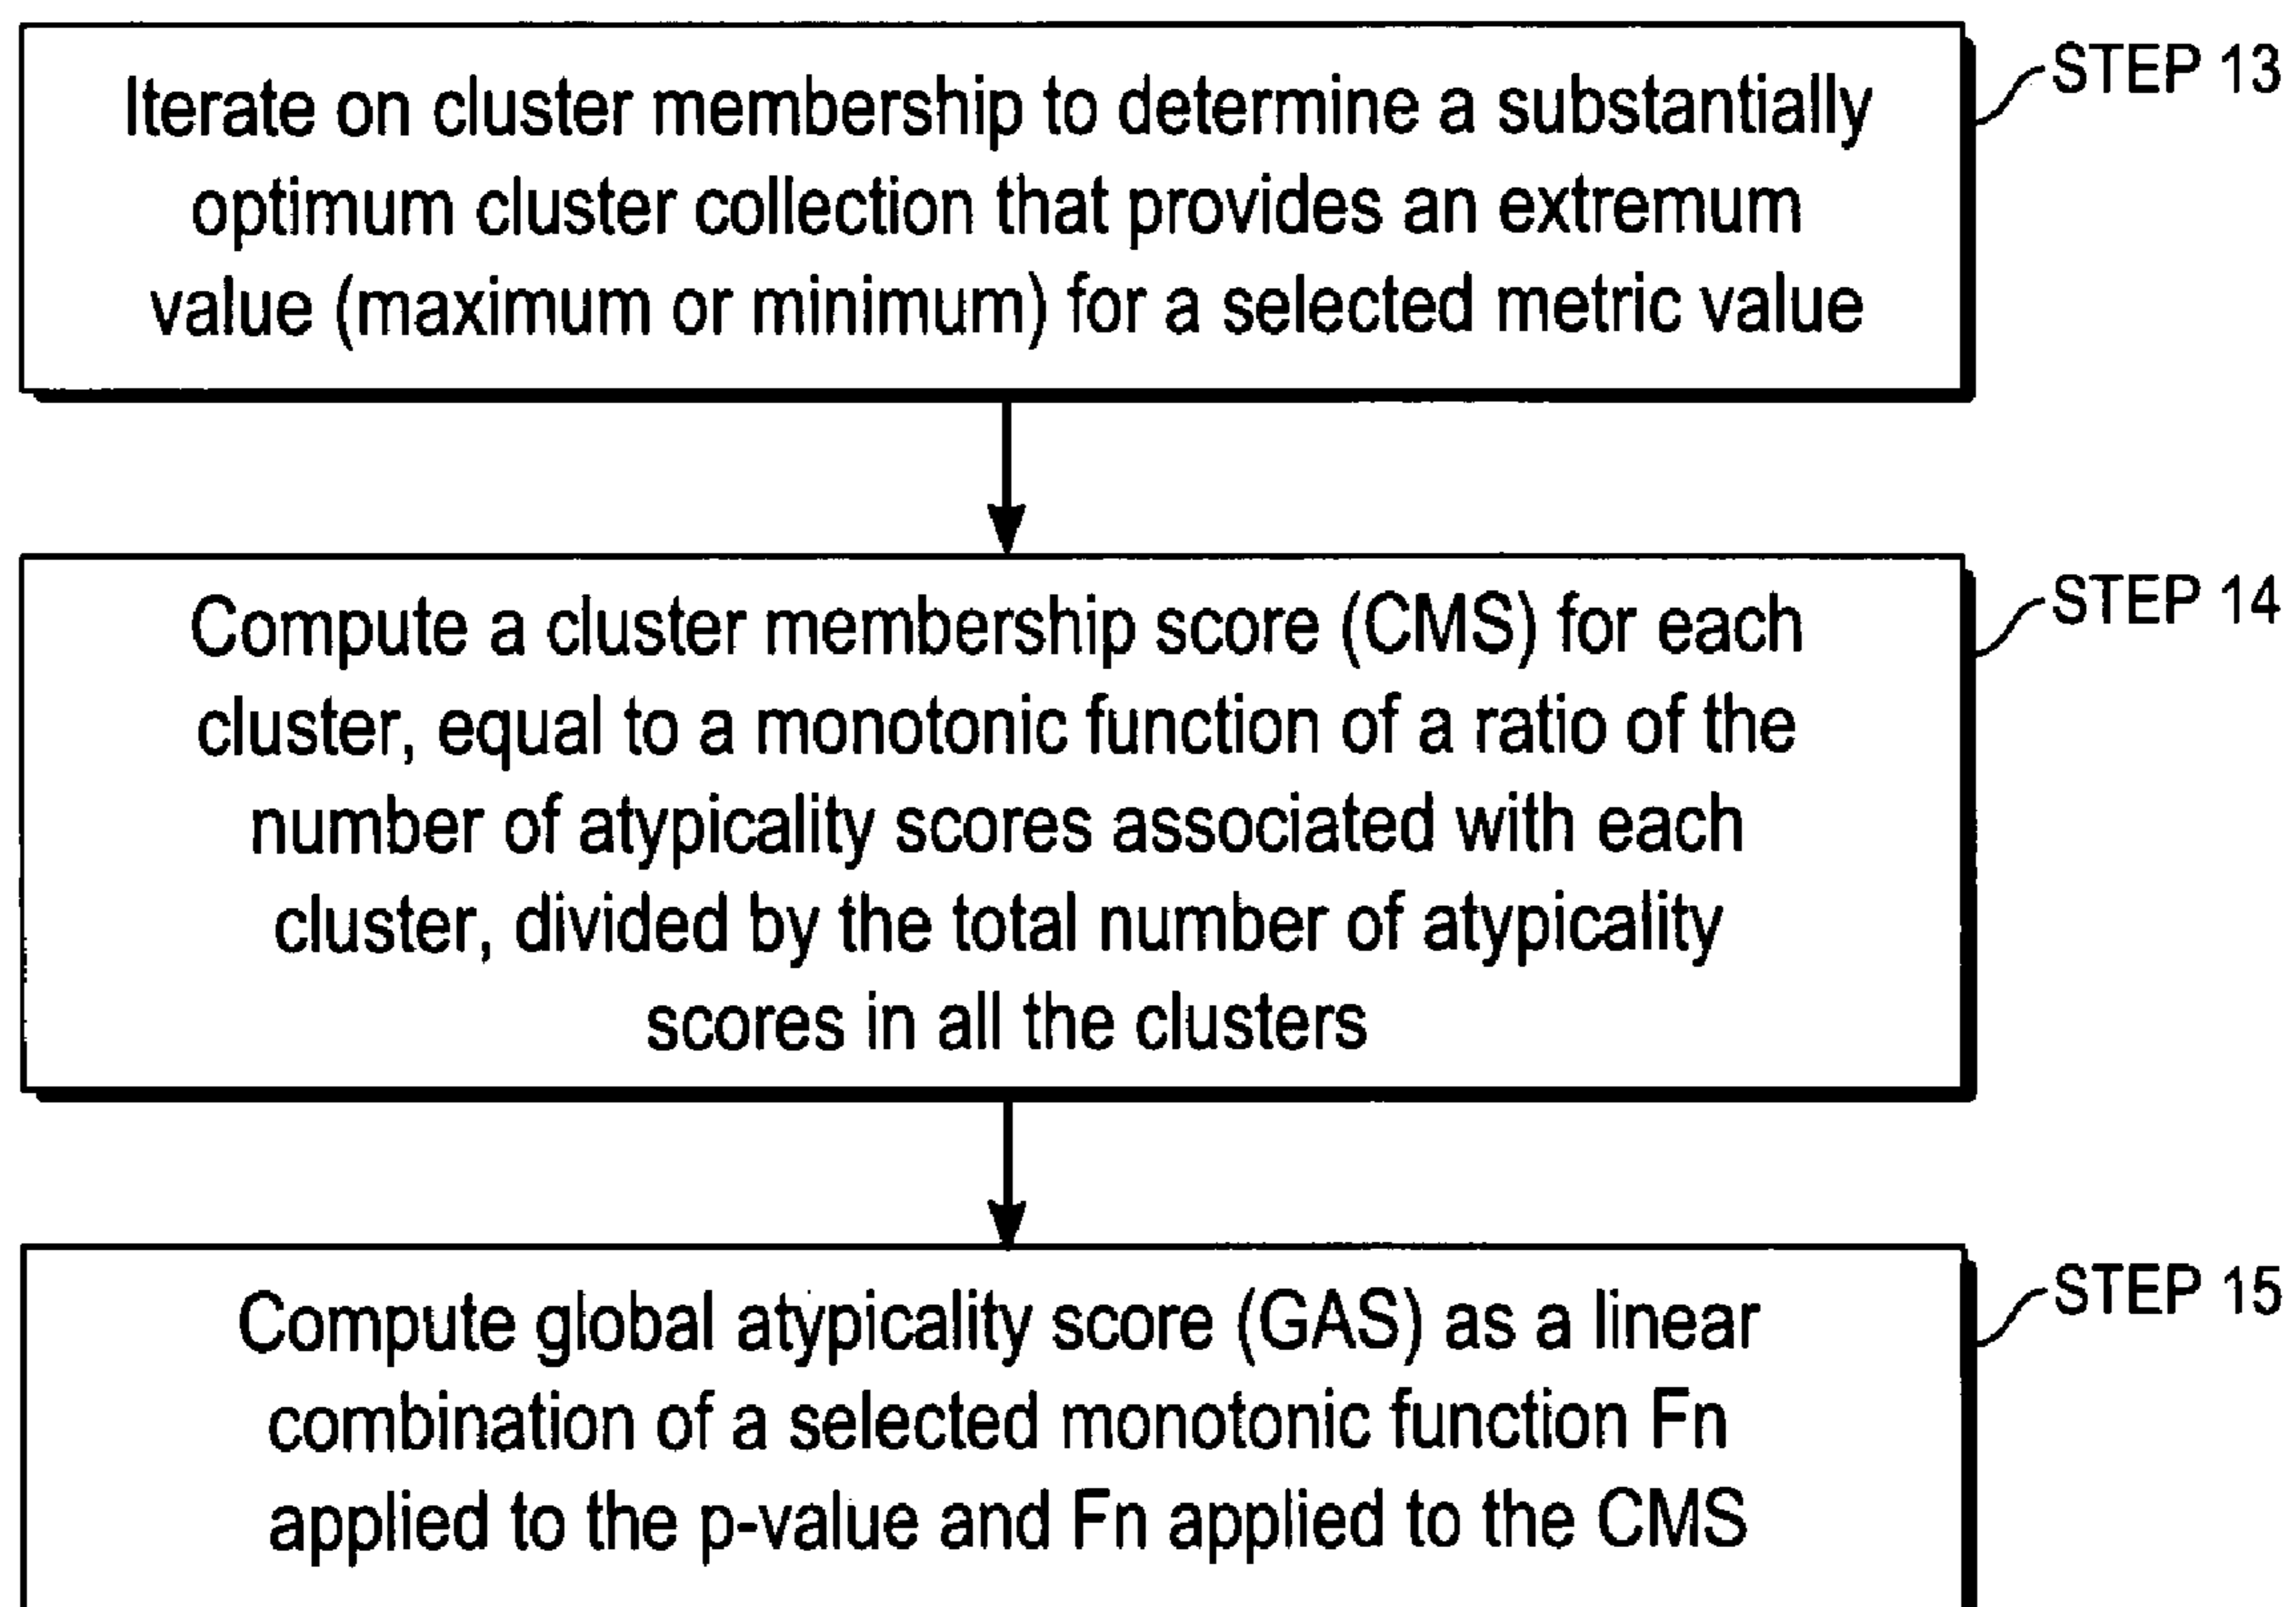 STEP 13
Iterate on cluster membership to determine a substantially
optimum cluster collection that provides an extremum
value (maximum or minimum) for a selected metric value
STEP 14
Compute a cluster membership score (CMS) for each
cluster, equal to a monotonic function of a ratio of the
number of atypicality scores associated with each
cluster, divided by the total number of atypicality
scores in all the clusters
STEP 15
Compute global atypicality score (GAS) as a linear
combination of a selected monotonic function Fn
applied to the p-value and Fn applied to the CMS